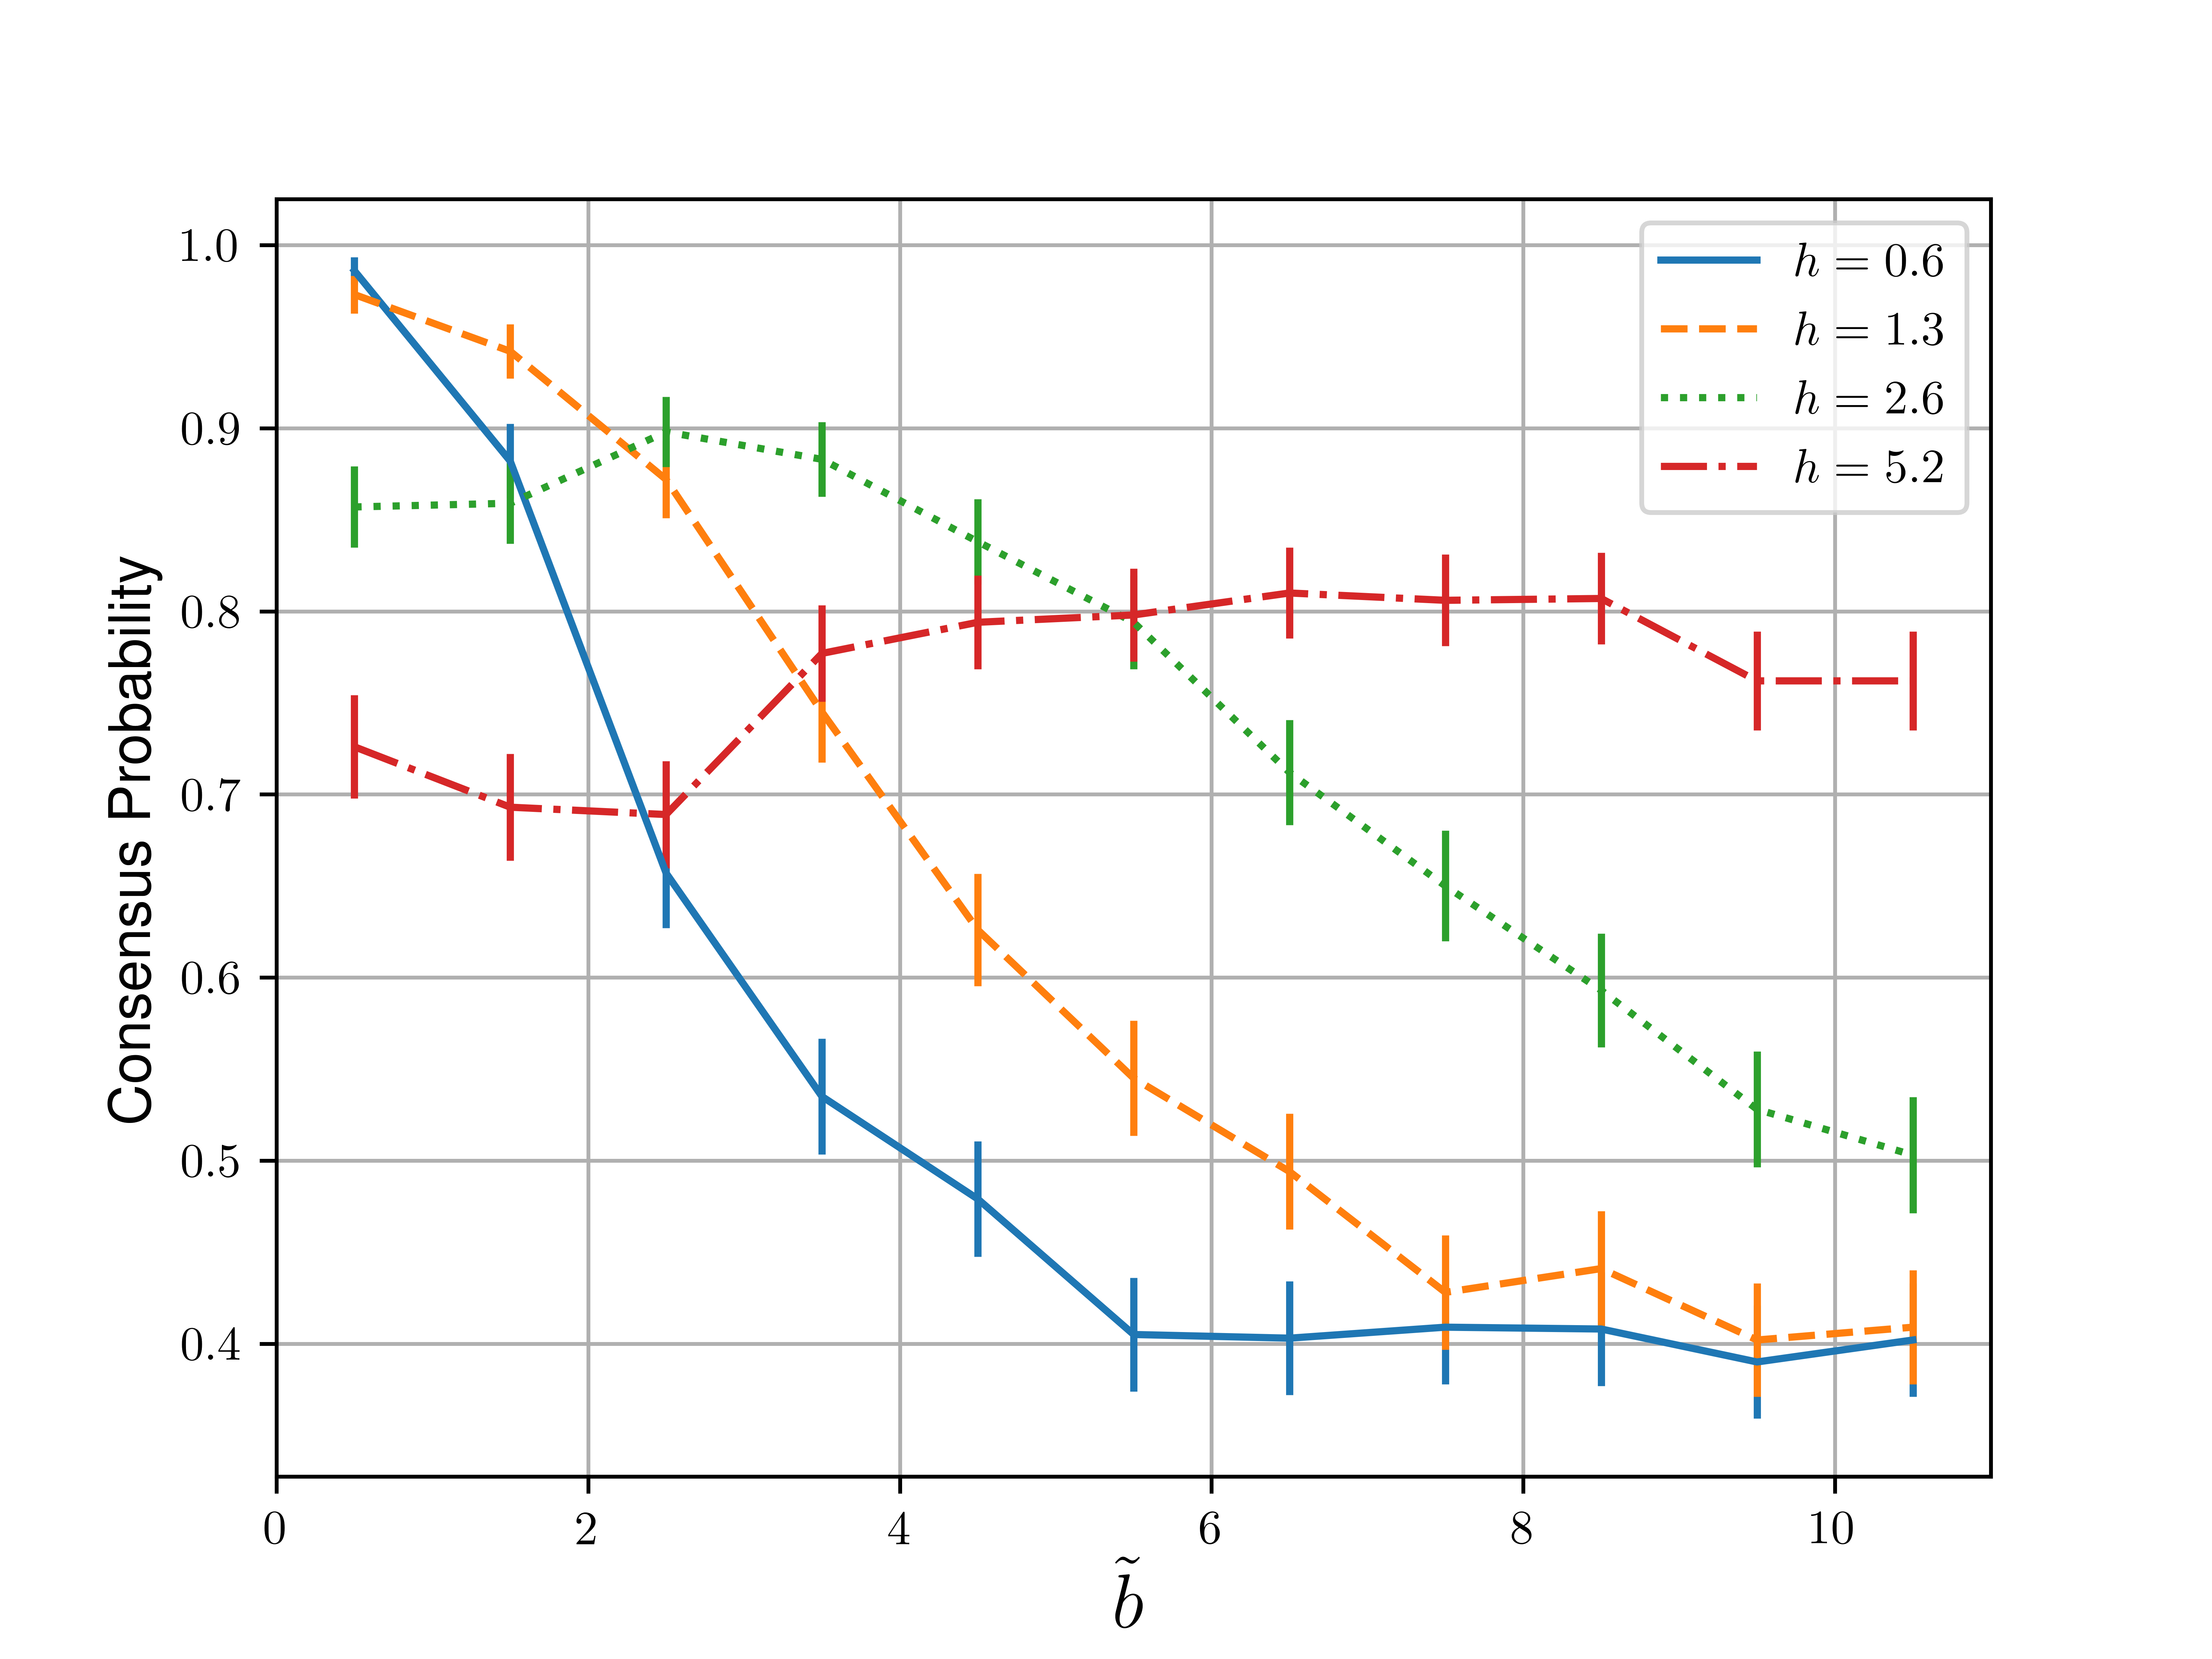 Consensus Probability
1.0
0.9
0.8
0.7
0.6
0.5
0.4
0 2 4 6 8 10
b̃
h = 0.6
h = 1.3
h = 2.6
h = 5.2